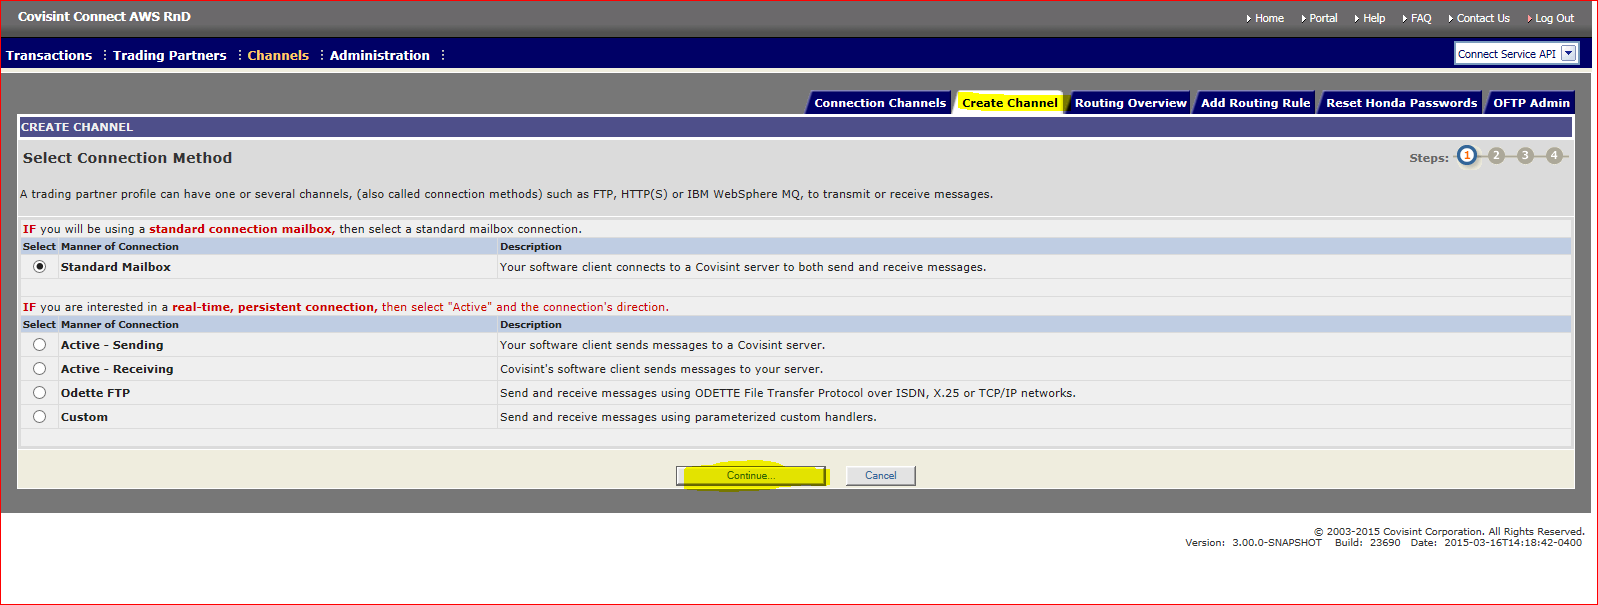 Covisint Connect AWS RnD
Home Portal Help FAQ Contact Us Log Out
Transactions Trading Partners Channels Administration
Connect Service API
Connection Channels Create Channel Routing Overview Add Routing Rule Reset Honda Passwords OFTP Admin
CREATE CHANNEL
Select Connection Method
Steps: 1 2 3 4
A trading partner profile can have one or several channels, (also called connection methods) such as FTP, HTTP(S) or IBM WebSphere MQ, to transmit or receive messages.
IF you will be using a standard connection mailbox, then select a standard mailbox connection.
Select Manner of Connection Description
Standard Mailbox Your software client connects to a Covisint server to both send and receive messages.
IF you are interested in a real-time, persistent connection, then select "Active" and the connection's direction.
Select Manner of Connection Description
Active - Sending Your software client sends messages to a Covisint server.
Active - Receiving Covisint's software client sends messages to your server.
Odette FTP Send and receive messages using ODETTE File Transfer Protocol over ISDN, X.25 or TCP/IP networks.
Custom Send and receive messages using parameterized custom handlers.
Continue... Cancel
© 2003-2015 Covisint Corporation. All Rights Reserved.
Version: 3.00.0-SNAPSHOT Build: 23690 Date: 2015-03-16T14:18:42-0400